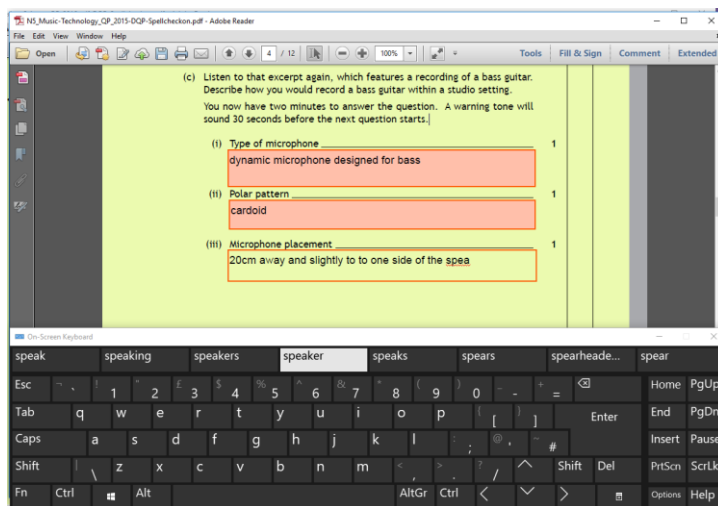 N5_Music-Technology_QP_2015-DQP-Spellcheckon.pdf - Adobe Reader
File Edit View Window Help
Open 4 / 12 100% Tools Fill & Sign Comment Extended
(c) Listen to that excerpt again, which features a recording of a bass guitar.
Describe how you would record a bass guitar within a studio setting.
You now have two minutes to answer the question. A warning tone will
sound 30 seconds before the next question starts.
(i) Type of microphone 1
dynamic microphone designed for bass
(ii) Polar pattern 1
cardoid
(iii) Microphone placement 1
20cm away and slightly to to one side of the spea
On-Screen Keyboard
speak speaking speakers speaker speaks spears spearheade... spear
Esc ¬ ` ! 1 " 2 £ 3 $ 4 % 5 ^ 6 & 7 * 8 ( 9 ) 0 _ - + = Home PgUp
Tab q w e r t y u i o p { [ } ] Enter End PgDn
Caps a s d f g h j k l : ; @ ' ~ # Insert Pause
Shift | \ z x c v b n m < , > . ? / Shift Del PrtScn ScrLk
Fn Ctrl Alt AltGr Ctrl Options Help